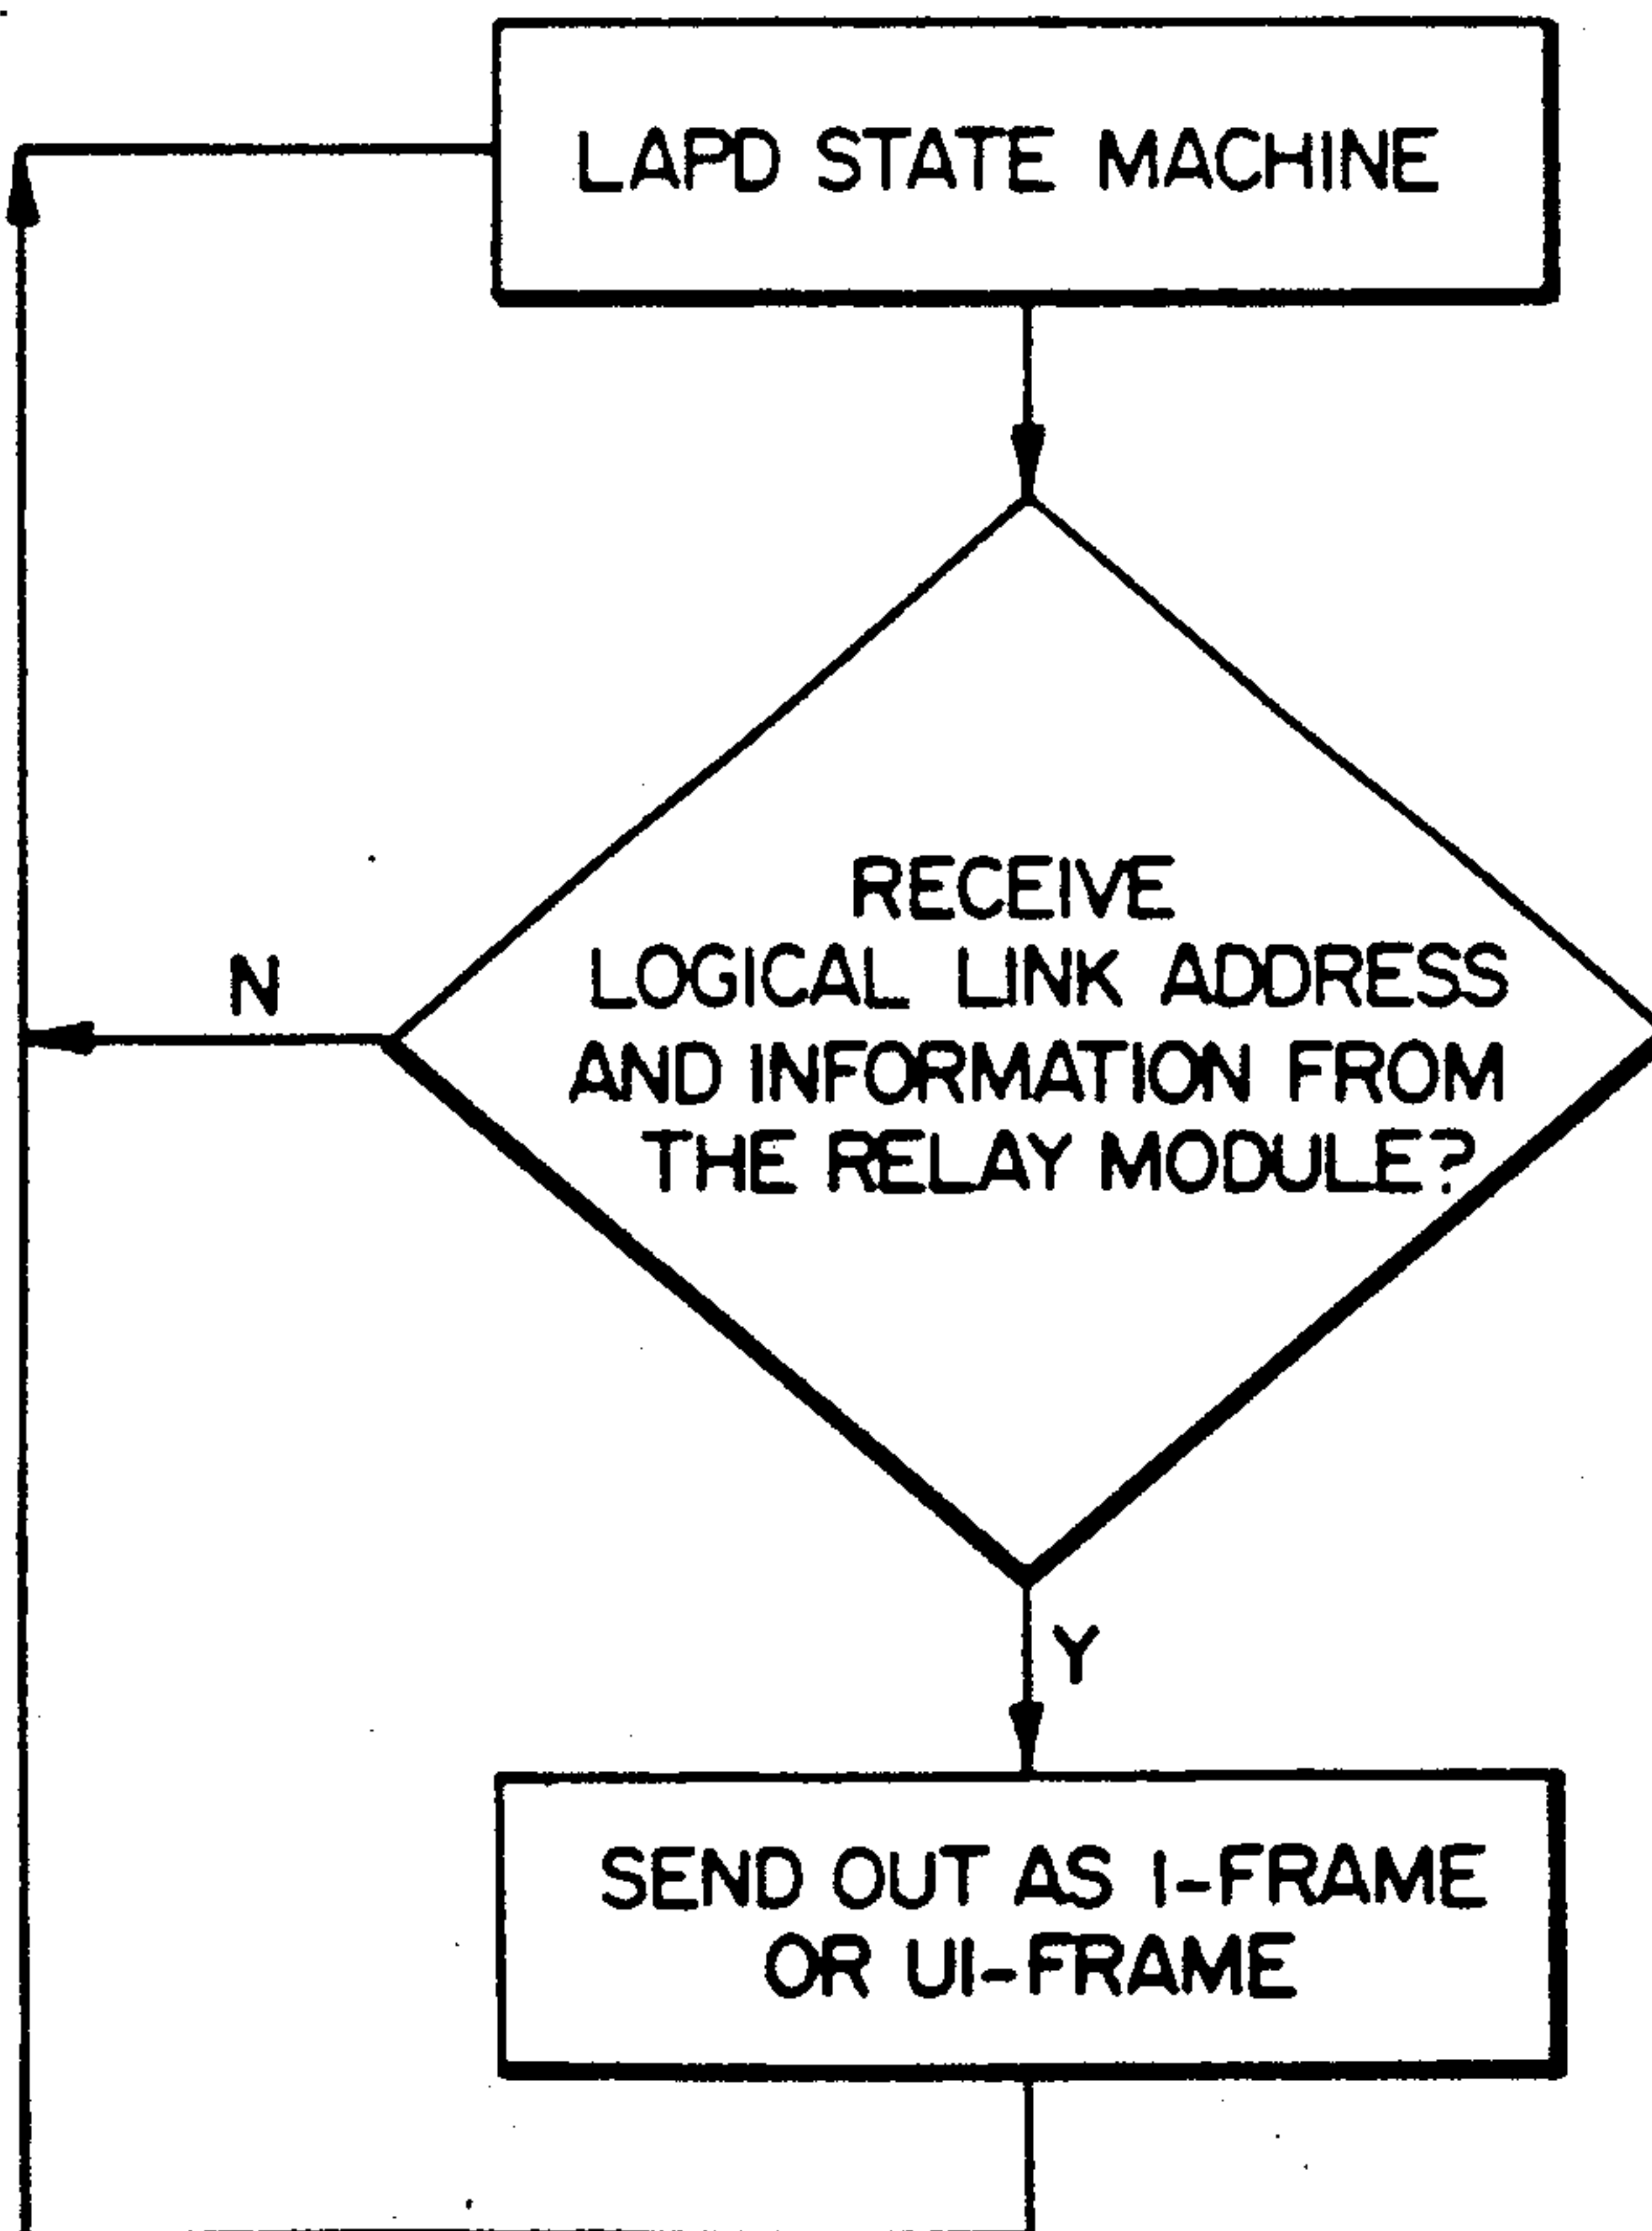 LAPD STATE MACHINE
RECEIVE
LOGICAL LINK ADDRESS
AND INFORMATION FROM
THE RELAY MODULE?
N
Y
SEND OUT AS I-FRAME
OR UI-FRAME